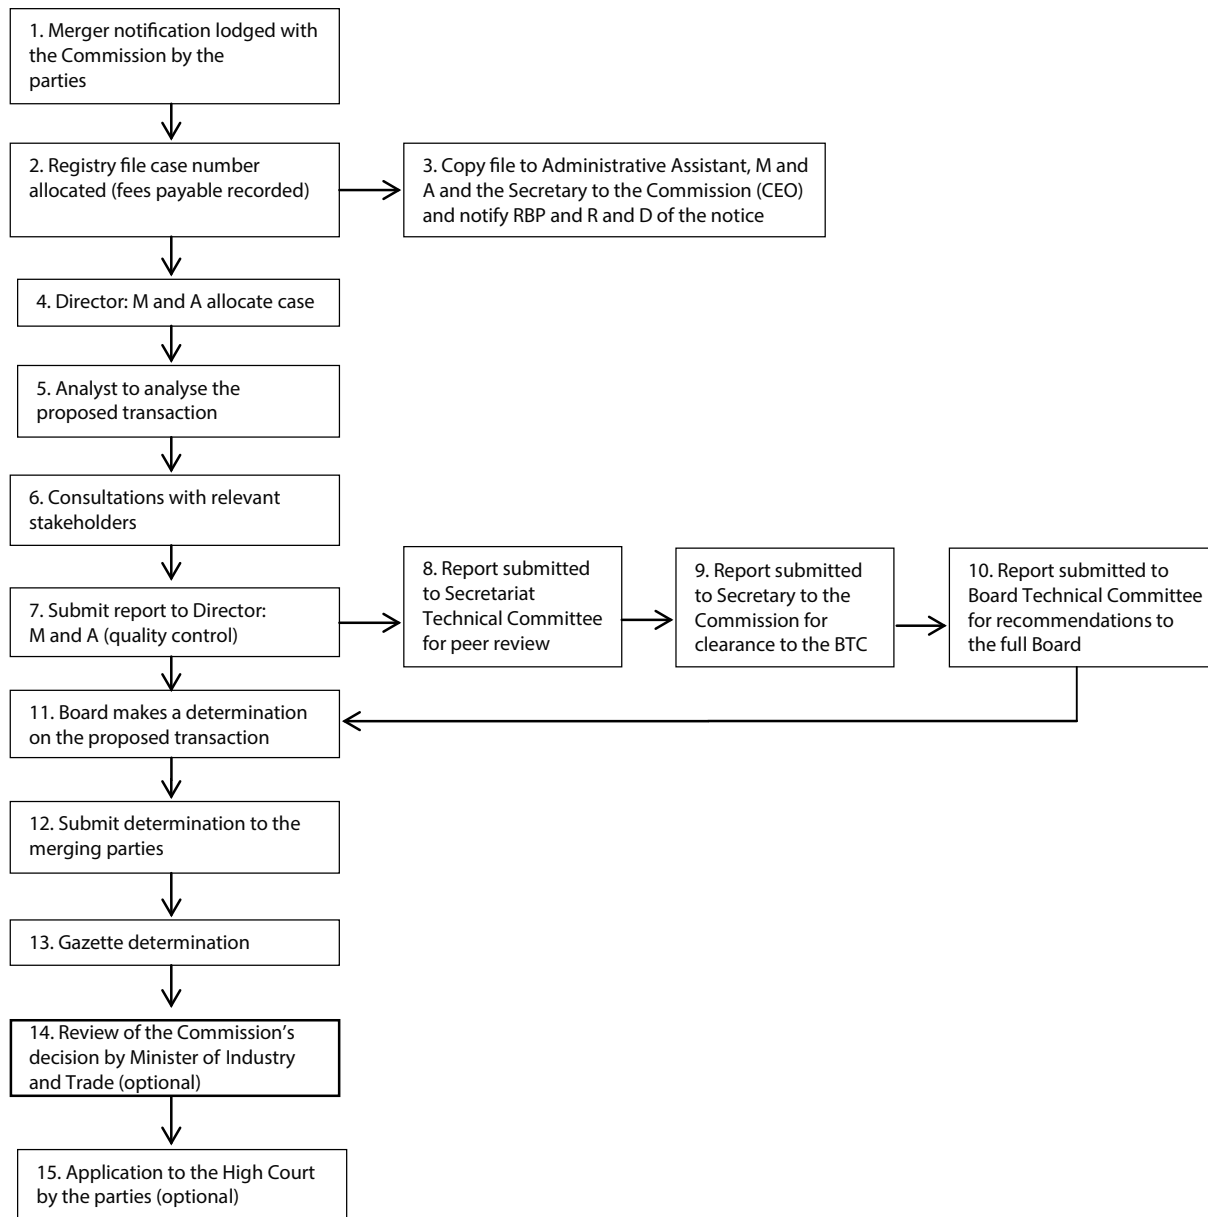 1. Merger notification lodged with
the Commission by the
parties
2. Registry file case number
allocated (fees payable recorded)
3. Copy file to Administrative Assistant, M and
A and the Secretary to the Commission (CEO)
and notify RBP and R and D of the notice
4. Director: M and A allocate case
5. Analyst to analyse the
proposed transaction
6. Consultations with relevant
stakeholders
7. Submit report to Director:
M and A (quality control)
8. Report submitted
to Secretariat
Technical Committee
for peer review
9. Report submitted
to Secretary to the
Commission for
clearance to the BTC
10. Report submitted to
Board Technical Committee
for recommendations to
the full Board
11. Board makes a determination
on the proposed transaction
12. Submit determination to the
merging parties
13. Gazette determination
14. Review of the Commission’s
decision by Minister of Industry
and Trade (optional)
15. Application to the High Court
by the parties (optional)